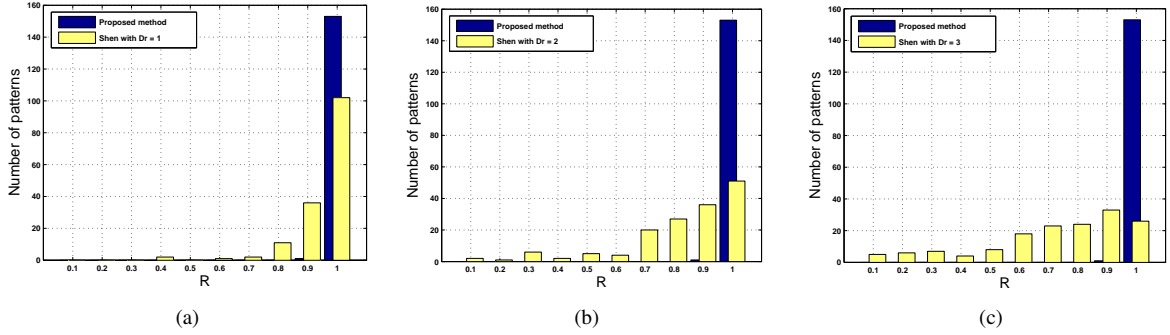 160
140
120
100
80
60
40
20
0
Number of patterns
Proposed method
Shen with Dr = 1
0.1 0.2 0.3 0.4 0.5 0.6 0.7 0.8 0.9 1
R
(a)
160
140
120
100
80
60
40
20
0
Number of patterns
Proposed method
Shen with Dr = 2
0.1 0.2 0.3 0.4 0.5 0.6 0.7 0.8 0.9 1
R
(b)
160
140
120
100
80
60
40
20
0
Number of patterns
Proposed method
Shen with Dr = 3
0.1 0.2 0.3 0.4 0.5 0.6 0.7 0.8 0.9 1
R
(c)